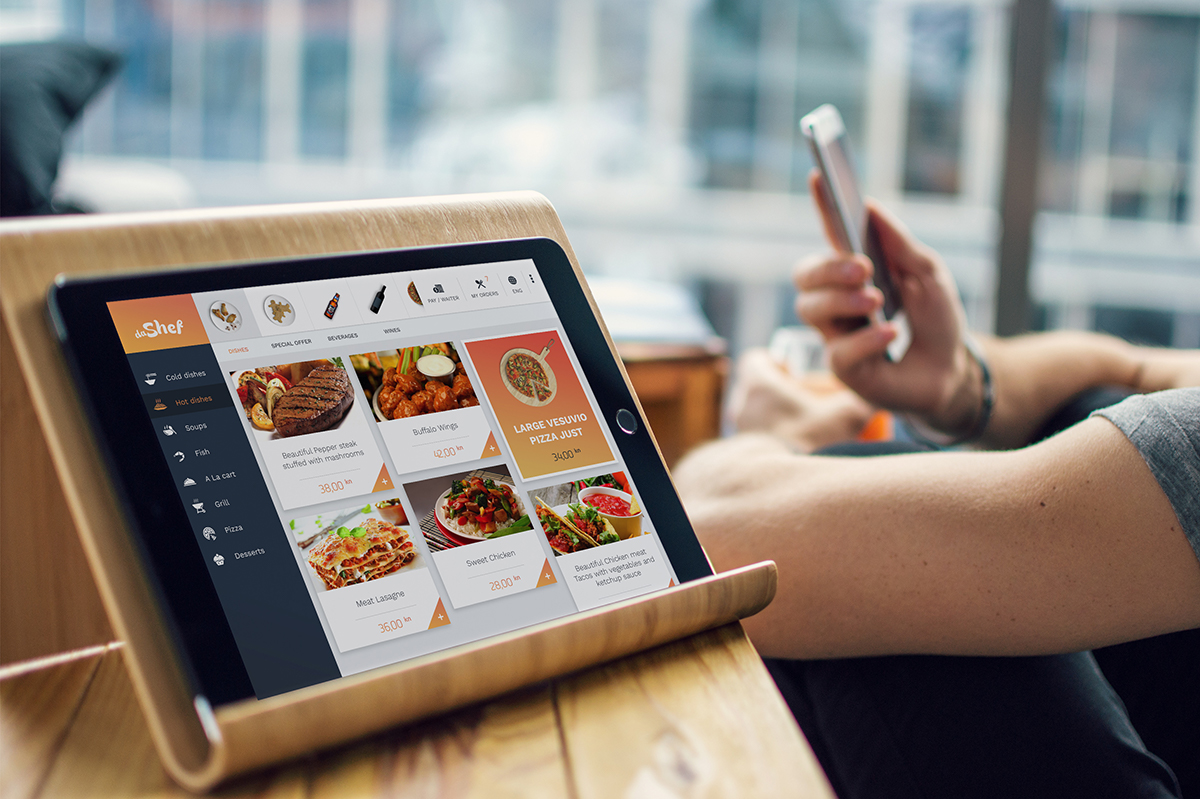 daShef
PAY / WAITER
MY ORDERS
ENG
DISHES
SPECIAL OFFER
BEVERAGES
WINES
Cold dishes
Hot dishes
Soups
Fish
A La cart
Grill
Pizza
Desserts
Beautiful Pepper steak
stuffed with mashrooms
38,00 kn
Buffalo Wings
42,00 kn
LARGE VESUVIO
PIZZA JUST
34,00
Meat Lasagne
36,00 kn
Sweet Chicken
28,00 kn
Beautiful Chicken meat
Tacos with vegetables and
ketchup sauce